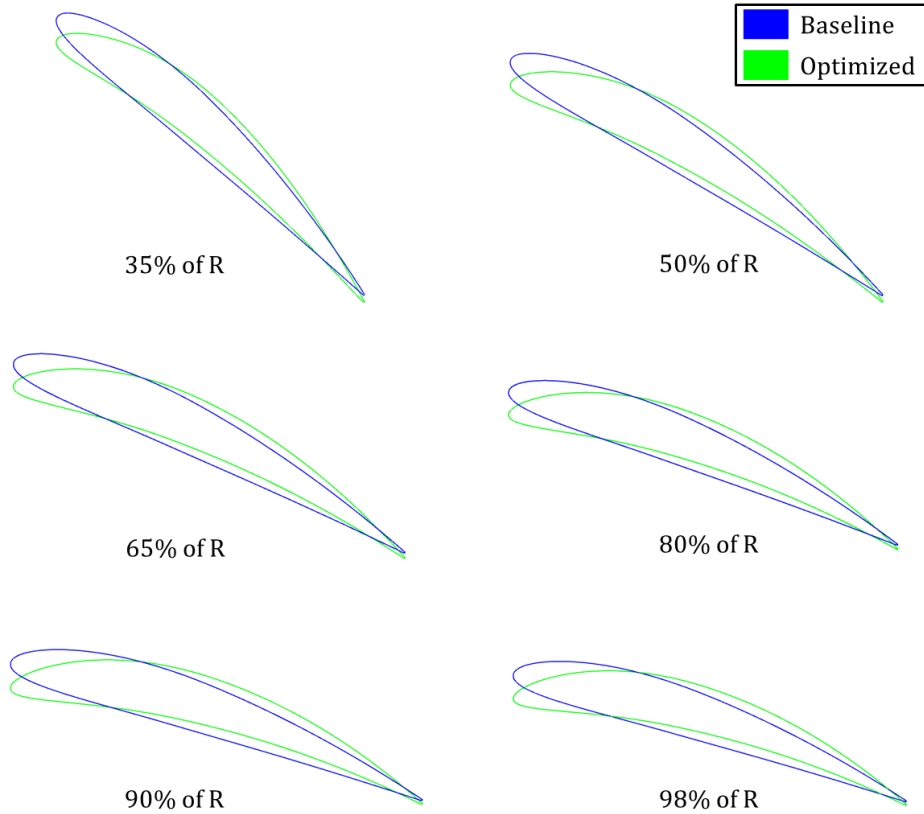 Baseline
Optimized
35% of R
50% of R
65% of R
80% of R
90% of R
98% of R